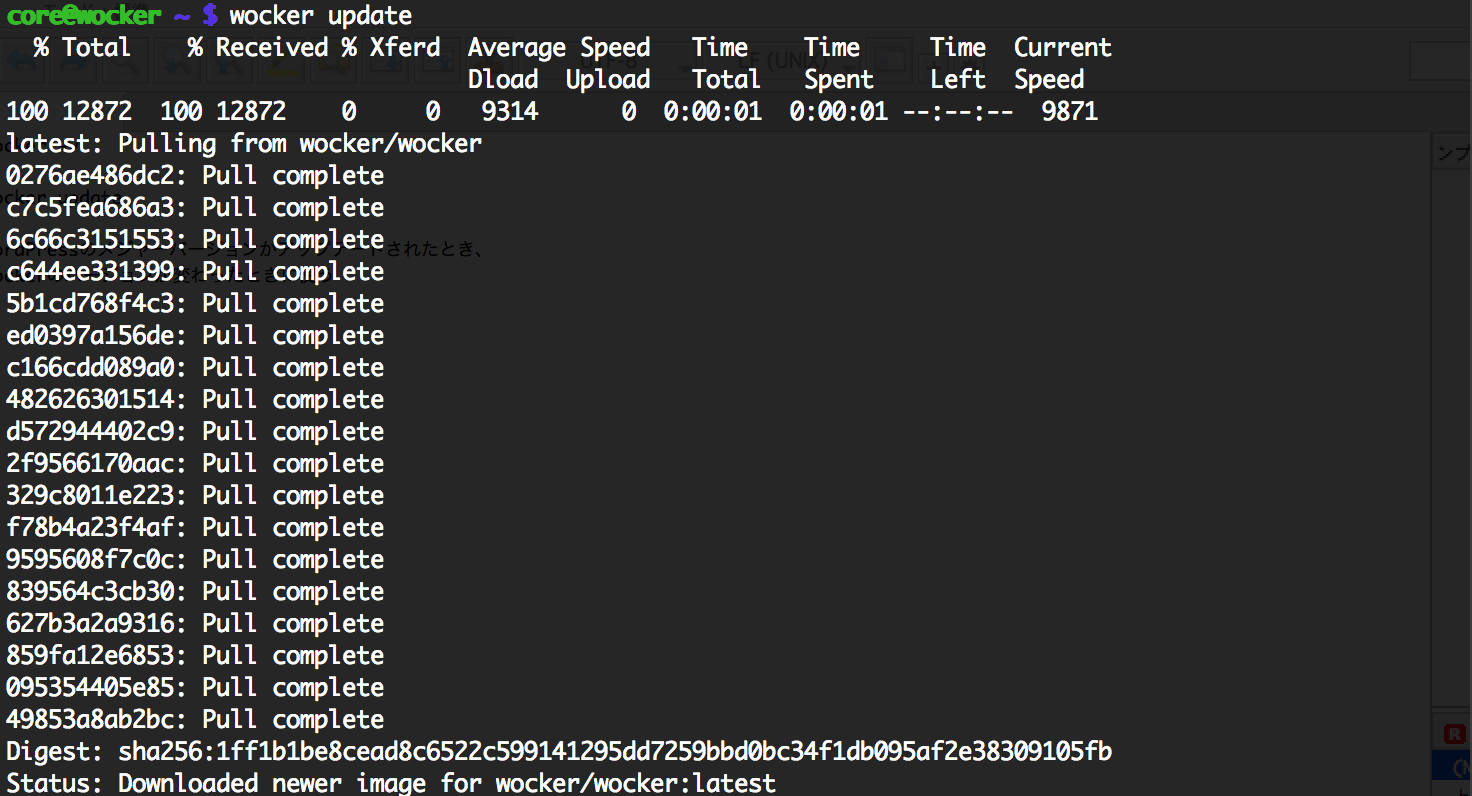 core@wocker ~ $ wocker update
% Total % Received % Xferd Average Speed Time Time Time Current
Dload Upload Total Spent Left Speed
100 12872 100 12872 0 0 9314 0 0:00:01 0:00:01 --:--:-- 9871
latest: Pulling from wocker/wocker
0276ae486dc2: Pull complete
c7c5fea686a3: Pull complete
6c66c3151553: Pull complete
c644ee331399: Pull complete
5b1cd768f4c3: Pull complete
ed0397a156de: Pull complete
c166cdd089a0: Pull complete
482626301514: Pull complete
d572944402c9: Pull complete
2f9566170aac: Pull complete
329c8011e223: Pull complete
f78b4a23f4af: Pull complete
9595608f7c0c: Pull complete
839564c3cb30: Pull complete
627b3a2a9316: Pull complete
859fa12e6853: Pull complete
095354405e85: Pull complete
49853a8ab2bc: Pull complete
Digest: sha256:1ff1b1be8cead8c6522c599141295dd7259bbd0bc34f1db095af2e38309105fb
Status: Downloaded newer image for wocker/wocker:latest